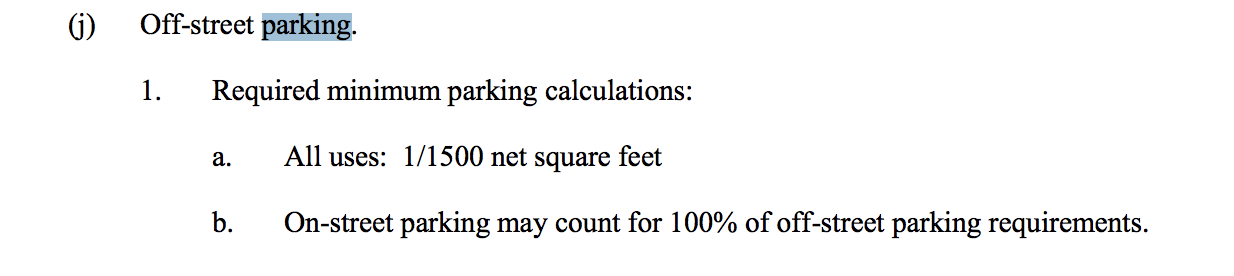 (j) Off-street parking.
1. Required minimum parking calculations:
a. All uses: 1/1500 net square feet
b. On-street parking may count for 100% of off-street parking requirements.